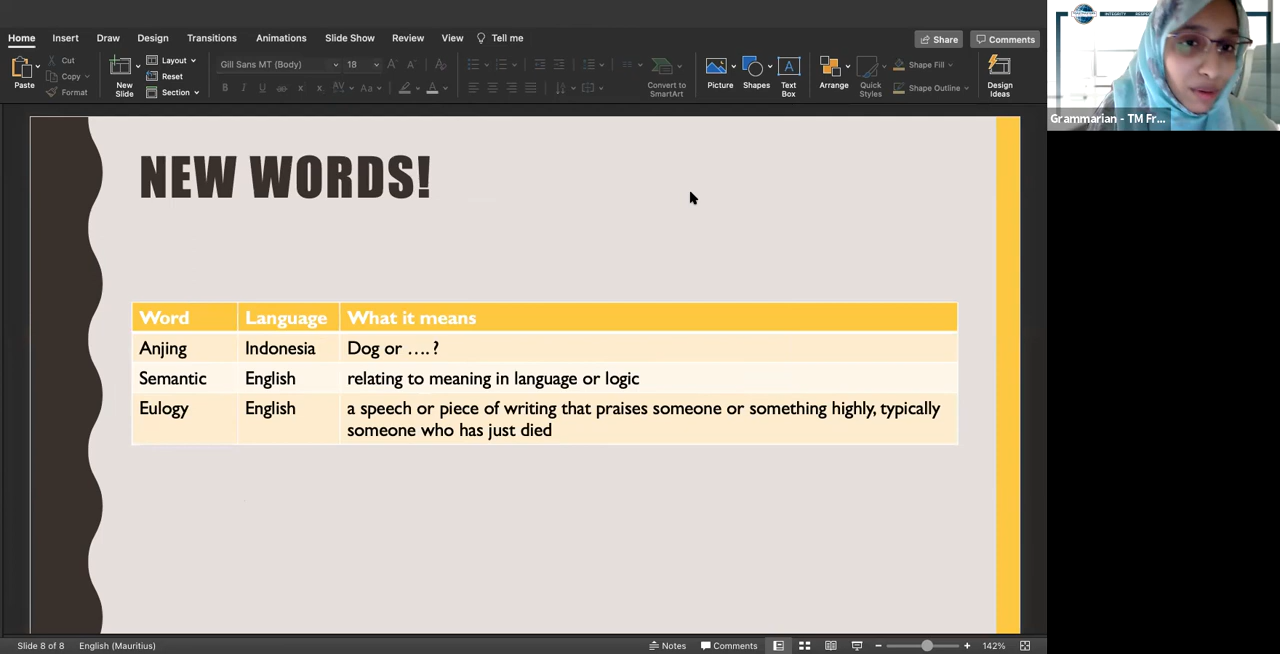 Home Insert Draw Design Transitions Animations Slide Show Review View Tell me
Share Comments
Paste
Cut
Copy
Format
New Slide
Layout
Reset
Section
Gill Sans MT (Body) 18
Convert to SmartArt
Picture
Shapes
Text Box
Arrange
Quick Styles
Shape Fill
Shape Outline
Design Ideas
Grammarian - TM Fr...
NEW WORDS!
Word Language What it means
Anjing Indonesia Dog or .... ?
Semantic English relating to meaning in language or logic
Eulogy English a speech or piece of writing that praises someone or something highly, typically
someone who has just died
Slide 8 of 8 English (Mauritius) Notes Comments 142%